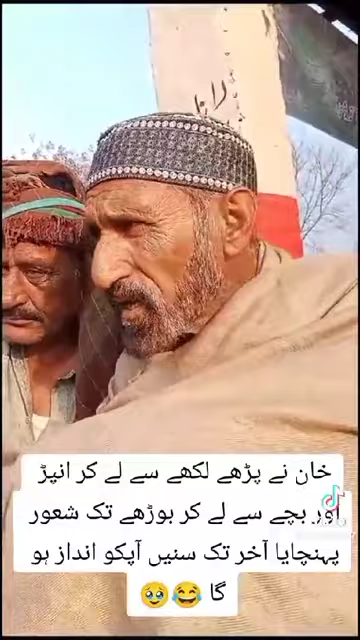 خان نے پڑھے لکھے سے لے کر انپڑ
اور بچے سے لے کر بوڑھے تک شعور
پہنچایا آخر تک سنیں آپکو انداز ہو
گا 😂🥹